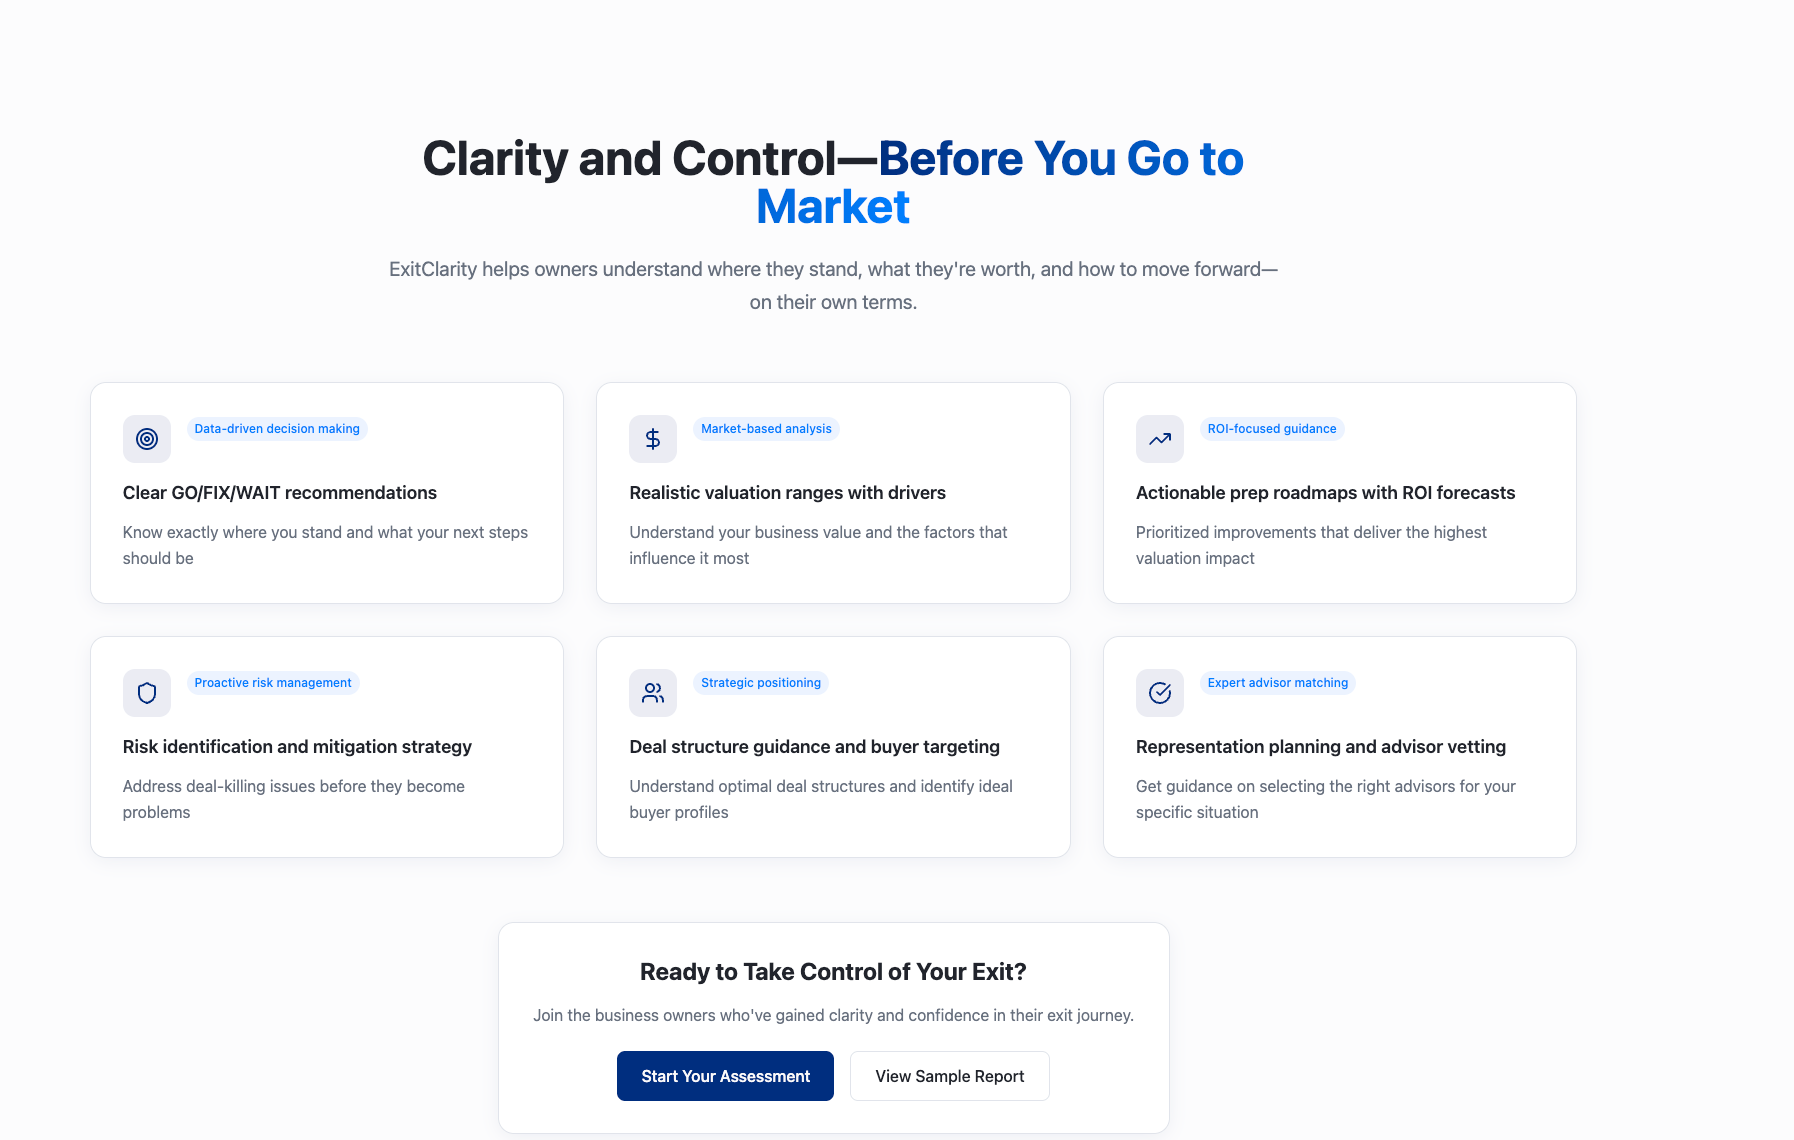 Clarity and Control—Before You Go to
Market
ExitClarity helps owners understand where they stand, what they're worth, and how to move forward—
on their own terms.
Data-driven decision making
Clear GO/FIX/WAIT recommendations
Know exactly where you stand and what your next steps
should be
Market-based analysis
Realistic valuation ranges with drivers
Understand your business value and the factors that
influence it most
ROI-focused guidance
Actionable prep roadmaps with ROI forecasts
Prioritized improvements that deliver the highest
valuation impact
Proactive risk management
Risk identification and mitigation strategy
Address deal-killing issues before they become
problems
Strategic positioning
Deal structure guidance and buyer targeting
Understand optimal deal structures and identify ideal
buyer profiles
Expert advisor matching
Representation planning and advisor vetting
Get guidance on selecting the right advisors for your
specific situation
Ready to Take Control of Your Exit?
Join the business owners who've gained clarity and confidence in their exit journey.
Start Your Assessment
View Sample Report